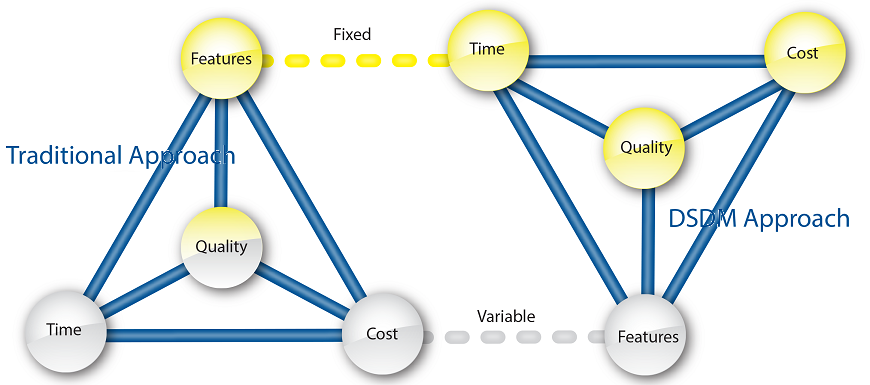 Fixed
Features
Time
Cost
Traditional Approach
Quality
Quality
DSDM Approach
Time
Cost
Variable
Features